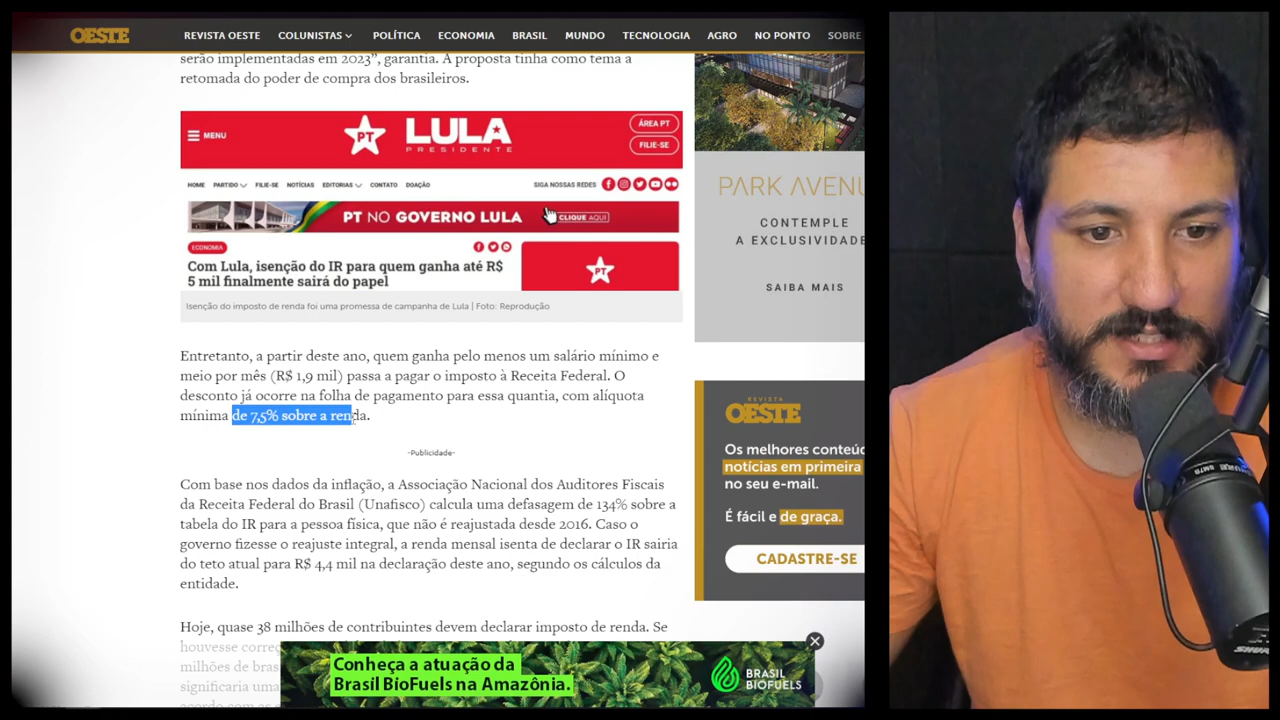 OESTE
REVISTA OESTE COLUNISTAS POLÍTICA ECONOMIA BRASIL MUNDO TECNOLOGIA AGRO NO PONTO SOBRE
serão implementadas em 2023”, garantia. A proposta tinha como tema a
retomada do poder de compra dos brasileiros.
MENU
PT
LULA
PRESIDENTE
ÁREA PT
FILIE-SE
HOME PARTIDO FILIE-SE NOTÍCIAS EDITORIAS CONTATO DOAÇÃO
SIGA NOSSAS REDES
PT NO GOVERNO LULA
CLIQUE AQUI
ECONOMIA
Com Lula, isenção do IR para quem ganha até R$
5 mil finalmente sairá do papel
PT
Isenção do imposto de renda foi uma promessa de campanha de Lula | Foto: Reprodução
Entretanto, a partir deste ano, quem ganha pelo menos um salário mínimo e
meio por mês (R$ 1,9 mil) passa a pagar o imposto à Receita Federal. O
desconto já ocorre na folha de pagamento para essa quantia, com alíquota
mínima de 7,5% sobre a renda.
-Publicidade-
Com base nos dados da inflação, a Associação Nacional dos Auditores Fiscais
da Receita Federal do Brasil (Unafisco) calcula uma defasagem de 134% sobre a
tabela do IR para a pessoa física, que não é reajustada desde 2016. Caso o
governo fizesse o reajuste integral, a renda mensal isenta de declarar o IR sairia
do teto atual para R$ 4,4 mil na declaração deste ano, segundo os cálculos da
entidade.
Hoje, quase 38 milhões de contribuintes devem declarar imposto de renda. Se
houvesse correç
milhões de bras
significaria uma
acordo com as
PARK AVENU
CONTEMPLE
A EXCLUSIVIDADE
SAIBA MAIS
REVISTA
OESTE
Os melhores conteú
notícias em primeira
no seu e-mail.
É fácil e de graça.
CADASTRE-SE
Conheça a atuação da
Brasil BioFuels na Amazônia.
BRASIL
BIOFUELS
SM7B